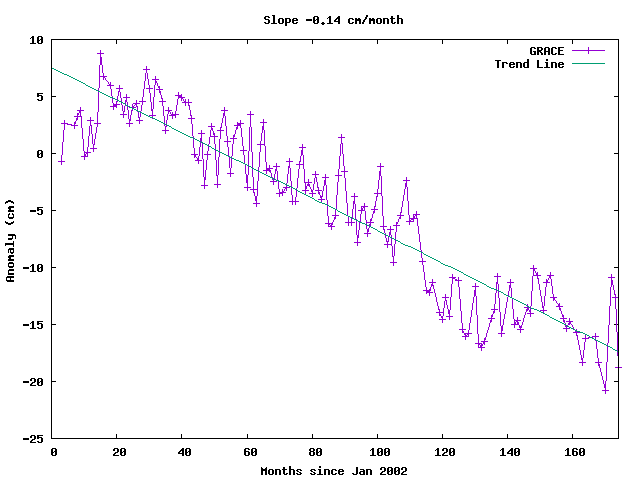 Slope -0.14 cm/month
GRACE
Trend Line
10
5
0
-5
-10
-15
-20
-25
Anomaly (cm)
0 20 40 60 80 100 120 140 160
Months since Jan 2002